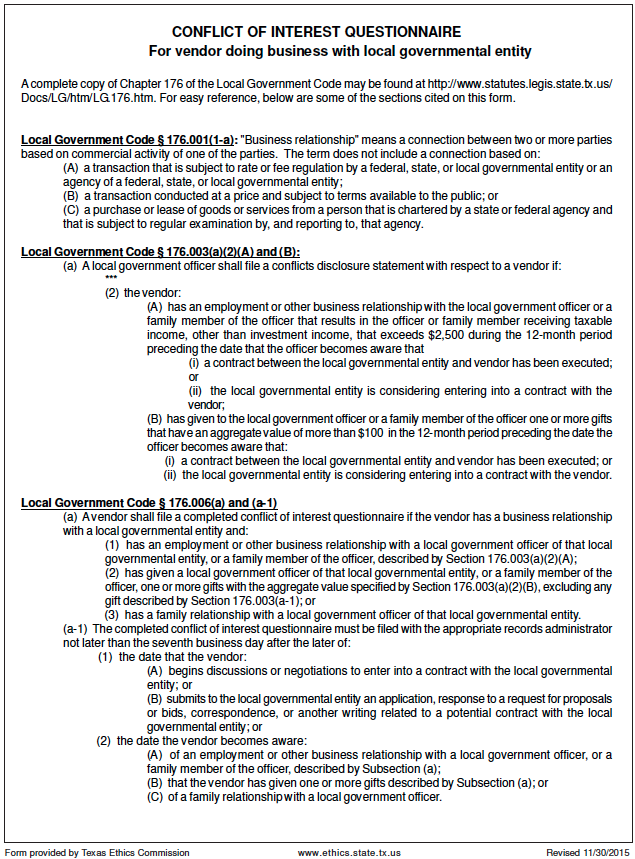 CONFLICT OF INTEREST QUESTIONNAIRE
For vendor doing business with local governmental entity
A complete copy of Chapter 176 of the Local Government Code may be found at http://www.statutes.legis.state.tx.us/
Docs/LG/htm/LG.176.htm. For easy reference, below are some of the sections cited on this form.
Local Government Code § 176.001(1-a): "Business relationship" means a connection between two or more parties
based on commercial activity of one of the parties. The term does not include a connection based on:
(A) a transaction that is subject to rate or fee regulation by a federal, state, or local governmental entity or an
agency of a federal, state, or local governmental entity;
(B) a transaction conducted at a price and subject to terms available to the public; or
(C) a purchase or lease of goods or services from a person that is chartered by a state or federal agency and
that is subject to regular examination by, and reporting to, that agency.
Local Government Code § 176.003(a)(2)(A) and (B):
(a) A local government officer shall file a conflicts disclosure statement with respect to a vendor if:
***
(2) the vendor:
(A) has an employment or other business relationship with the local government officer or a
family member of the officer that results in the officer or family member receiving taxable
income, other than investment income, that exceeds $2,500 during the 12-month period
preceding the date that the officer becomes aware that
(i) a contract between the local governmental entity and vendor has been executed;
or
(ii) the local governmental entity is considering entering into a contract with the
vendor;
(B) has given to the local government officer or a family member of the officer one or more gifts
that have an aggregate value of more than $100 in the 12-month period preceding the date the
officer becomes aware that:
(i) a contract between the local governmental entity and vendor has been executed; or
(ii) the local governmental entity is considering entering into a contract with the vendor.
Local Government Code § 176.006(a) and (a-1)
(a) A vendor shall file a completed conflict of interest questionnaire if the vendor has a business relationship
with a local governmental entity and:
(1) has an employment or other business relationship with a local government officer of that local
governmental entity, or a family member of the officer, described by Section 176.003(a)(2)(A);
(2) has given a local government officer of that local governmental entity, or a family member of the
officer, one or more gifts with the aggregate value specified by Section 176.003(a)(2)(B), excluding any
gift described by Section 176.003(a-1); or
(3) has a family relationship with a local government officer of that local governmental entity.
(a-1) The completed conflict of interest questionnaire must be filed with the appropriate records administrator
not later than the seventh business day after the later of:
(1) the date that the vendor:
(A) begins discussions or negotiations to enter into a contract with the local governmental
entity; or
(B) submits to the local governmental entity an application, response to a request for proposals
or bids, correspondence, or another writing related to a potential contract with the local
governmental entity; or
(2) the date the vendor becomes aware:
(A) of an employment or other business relationship with a local government officer, or a
family member of the officer, described by Subsection (a);
(B) that the vendor has given one or more gifts described by Subsection (a); or
(C) of a family relationship with a local government officer.
Form provided by Texas Ethics Commission www.ethics.state.tx.us Revised 11/30/2015